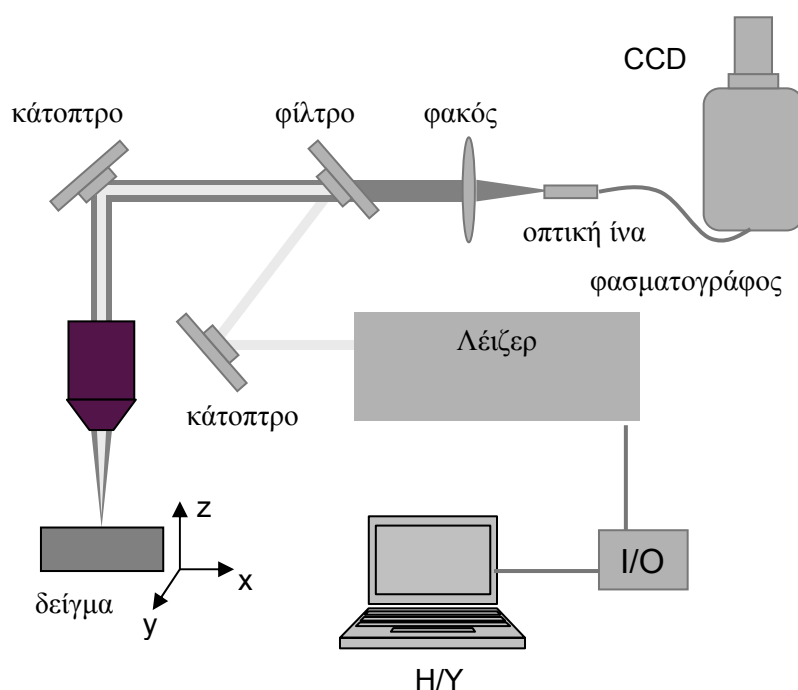 CCD
κάτοπτρο
φίλτρο
φακός
οπτική ίνα
φασματογράφος
Λέιζερ
κάτοπτρο
z
x
y
δείγμα
I/O
Η/Υ